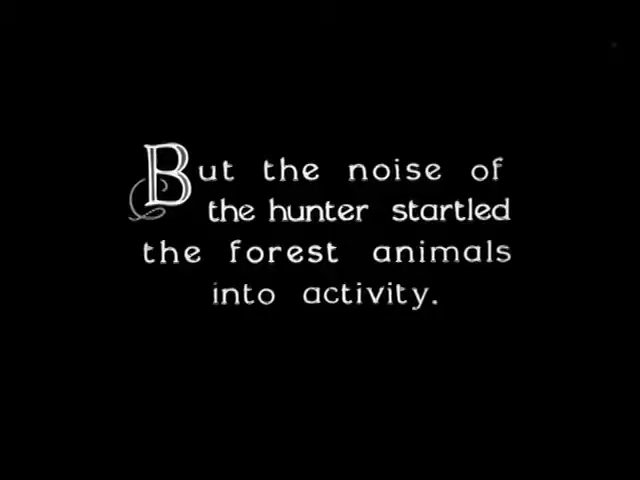 But the noise of
the hunter startled
the forest animals
into activity.